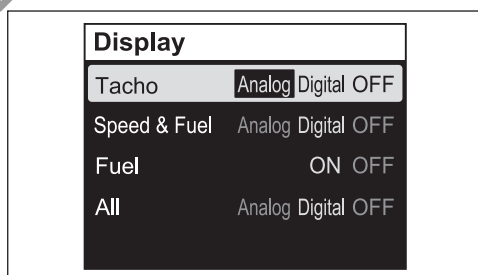 Display
Tacho Analog Digital OFF
Speed & Fuel Analog Digital OFF
Fuel ON OFF
All Analog Digital OFF